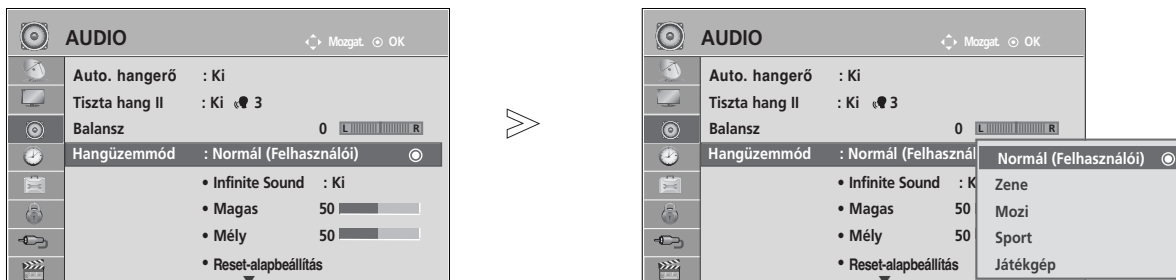 AUDIO
Mozgat. OK
Auto. hangerő : Ki
Tiszta hang II : Ki 3
Balansz 0 L R
Hangüzemmód : Normál (Felhasználói)
• Infinite Sound : Ki
• Magas 50
• Mély 50
• Reset-alapbeállítás
>
AUDIO
Mozgat. OK
Auto. hangerő : Ki
Tiszta hang II : Ki 3
Balansz 0 L R
Hangüzemmód : Normál (Felhasznál
• Infinite Sound : K
• Magas 50
• Mély 50
• Reset-alapbeállítás
Normál (Felhasználói)
Zene
Mozi
Sport
Játékgép